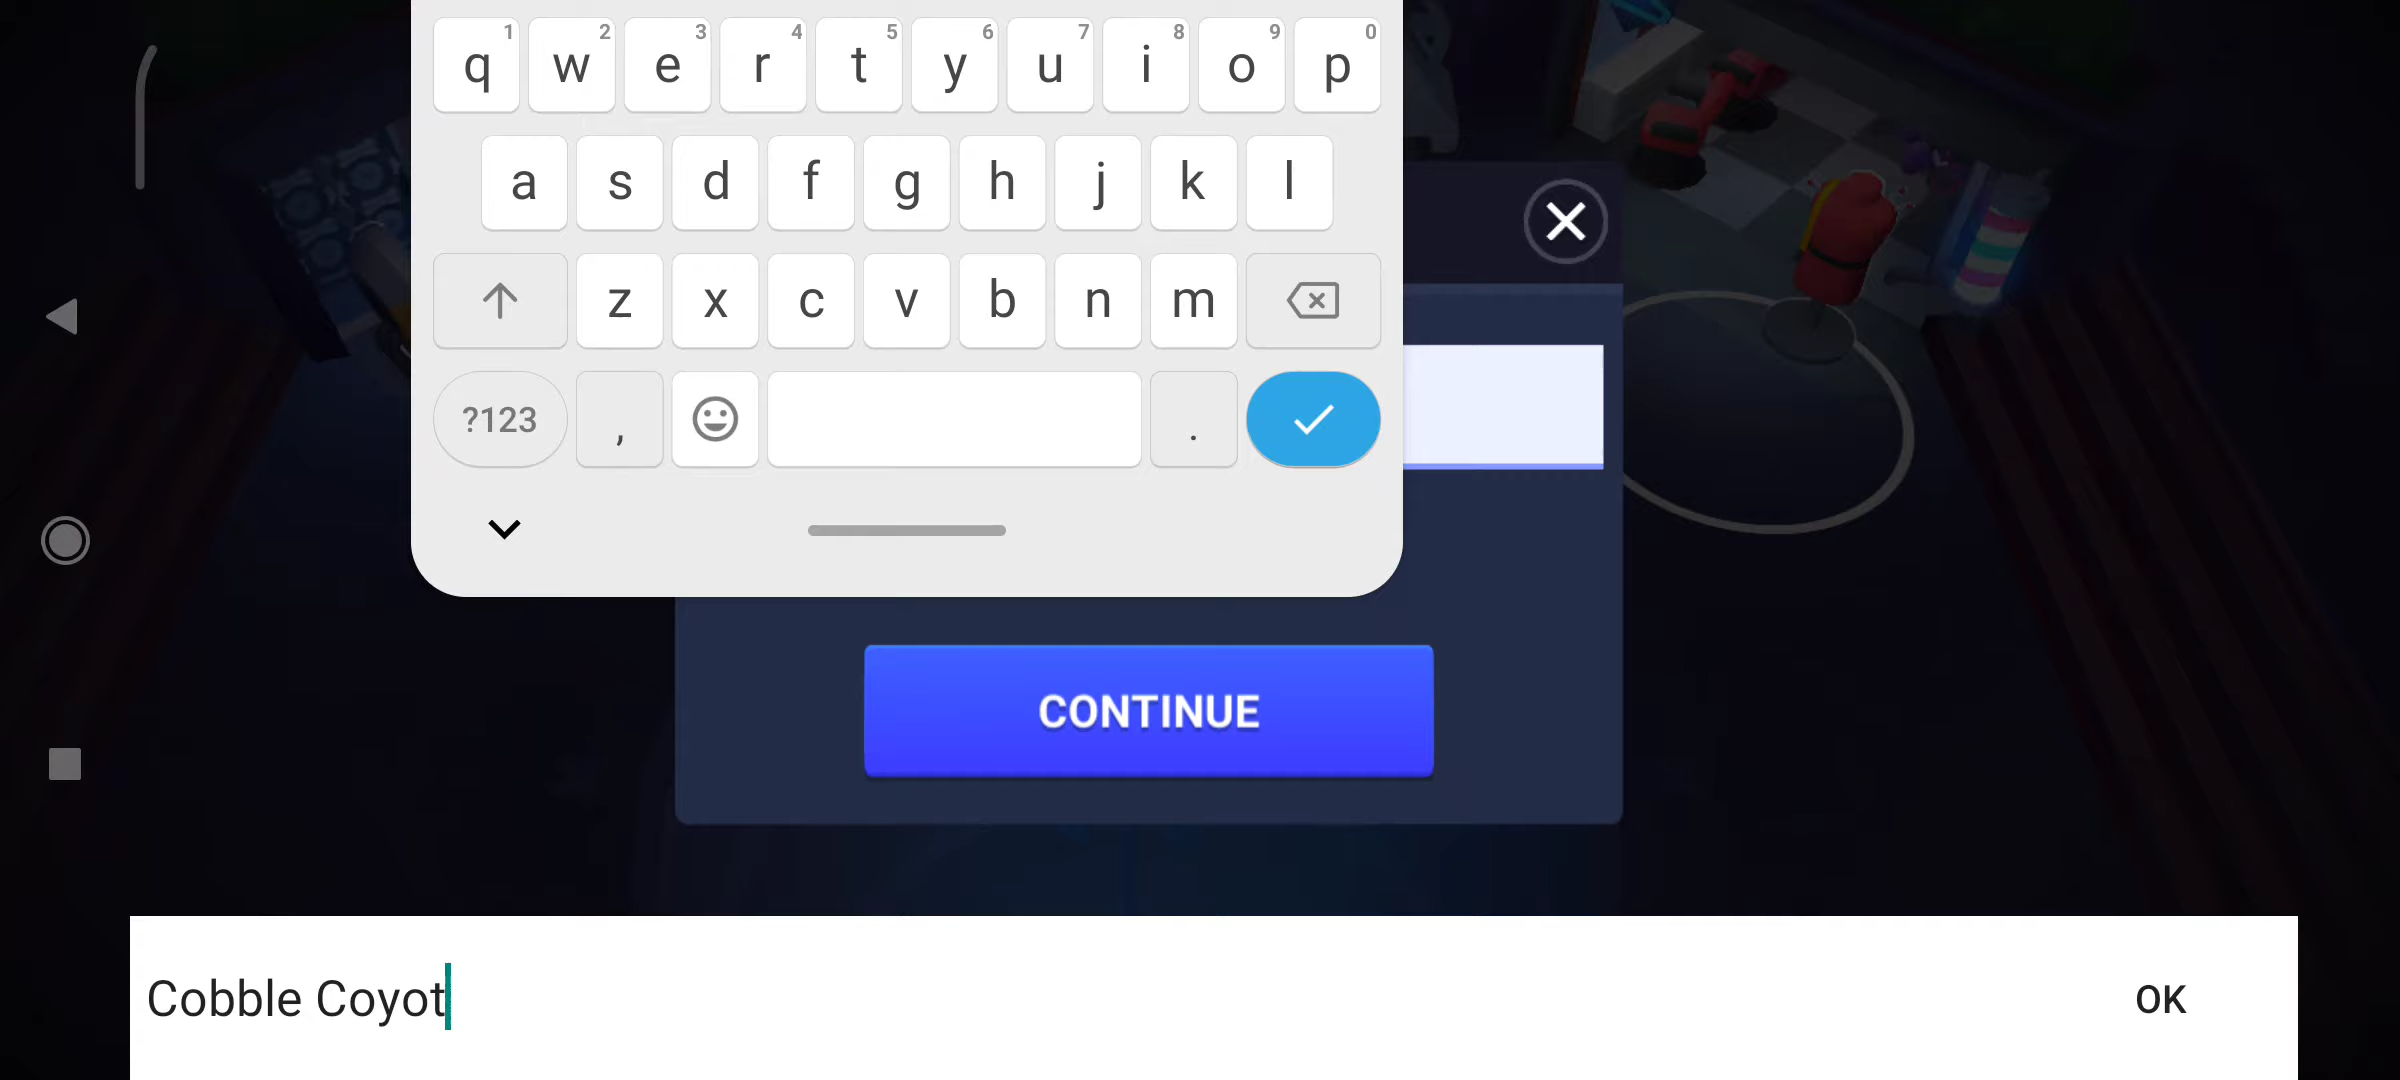 q 1 w 2 e 3 r 4 t 5 y 6 u 7 i 8 o 9 p 0
a s d f g h j k l
z x c v b n m
?123 , .
CONTINUE
Cobble Coyot
OK